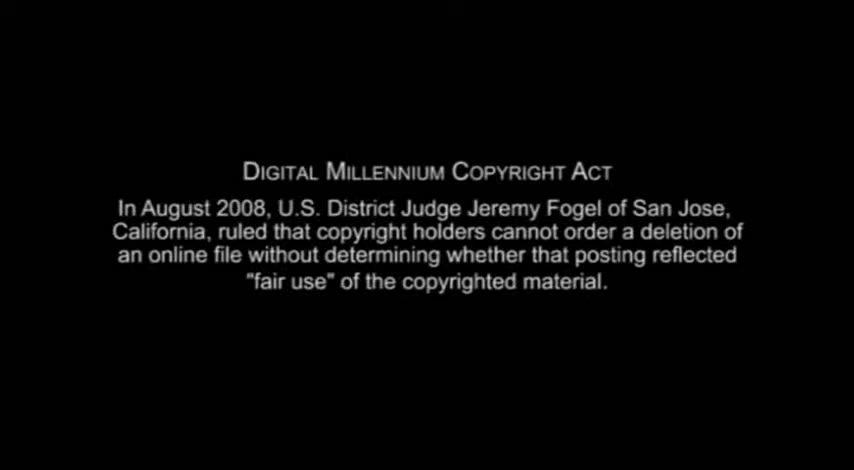 DIGITAL MILLENNIUM COPYRIGHT ACT
In August 2008, U.S. District Judge Jeremy Fogel of San Jose,
California, ruled that copyright holders cannot order a deletion of
an online file without determining whether that posting reflected
"fair use" of the copyrighted material.